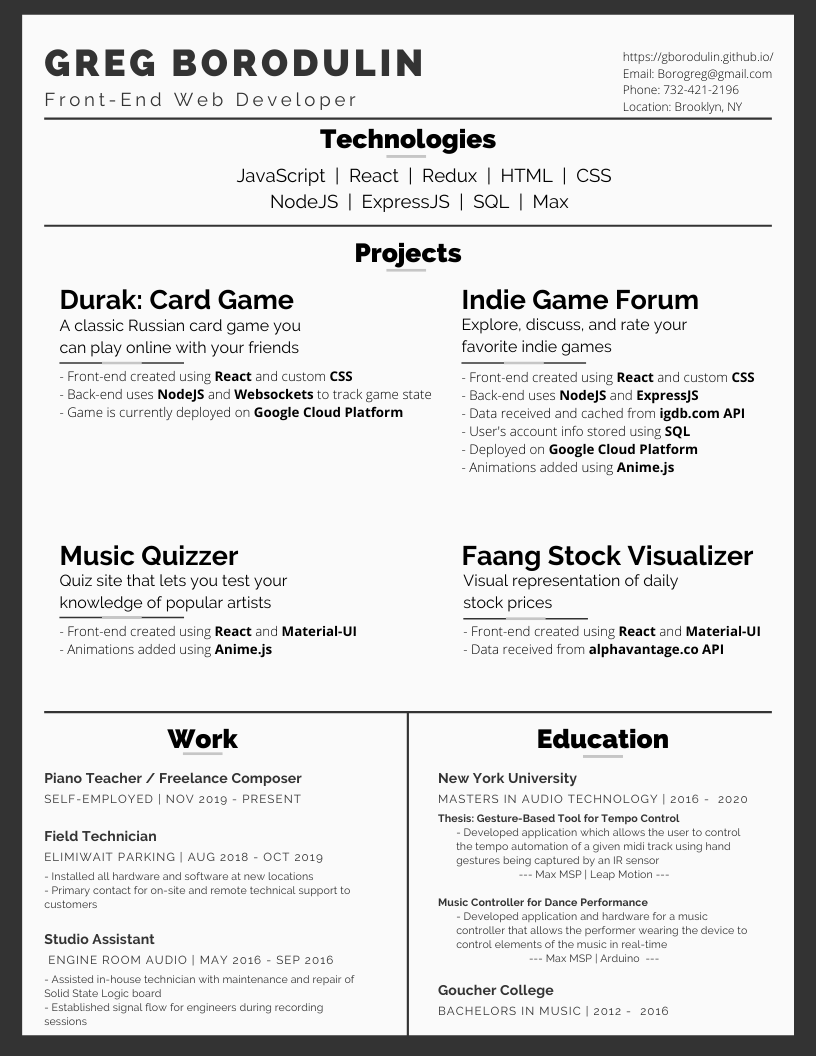 GREG BORODULIN
Front-End Web Developer
https://gborodulin.github.io/
Email: Borogreg@gmail.com
Phone: 732-421-2196
Location: Brooklyn, NY
Technologies
JavaScript | React | Redux | HTML | CSS
NodeJS | ExpressJS | SQL | Max
Projects
Durak: Card Game
A classic Russian card game you
can play online with your friends
- Front-end created using React and custom CSS
- Back-end uses NodeJS and Websockets to track game state
- Game is currently deployed on Google Cloud Platform
Indie Game Forum
Explore, discuss, and rate your
favorite indie games
- Front-end created using React and custom CSS
- Back-end uses NodeJS and ExpressJS
- Data received and cached from igdb.com API
- User's account info stored using SQL
- Deployed on Google Cloud Platform
- Animations added using Anime.js
Music Quizzer
Quiz site that lets you test your
knowledge of popular artists
- Front-end created using React and Material-UI
- Animations added using Anime.js
Faang Stock Visualizer
Visual representation of daily
stock prices
- Front-end created using React and Material-UI
- Data received from alphavantage.co API
Work
Piano Teacher / Freelance Composer
SELF-EMPLOYED | NOV 2019 - PRESENT
Field Technician
ELIMIWAIT PARKING | AUG 2018 - OCT 2019
- Installed all hardware and software at new locations
- Primary contact for on-site and remote technical support to
customers
Studio Assistant
ENGINE ROOM AUDIO | MAY 2016 - SEP 2016
- Assisted in-house technician with maintenance and repair of
Solid State Logic board
- Established signal flow for engineers during recording
sessions
Education
New York University
MASTERS IN AUDIO TECHNOLOGY | 2016 - 2020
Thesis: Gesture-Based Tool for Tempo Control
- Developed application which allows the user to control
the tempo automation of a given midi track using hand
gestures being captured by an IR sensor
--- Max MSP | Leap Motion ---
Music Controller for Dance Performance
- Developed application and hardware for a music
controller that allows the performer wearing the device to
control elements of the music in real-time
--- Max MSP | Arduino ---
Goucher College
BACHELORS IN MUSIC | 2012 - 2016